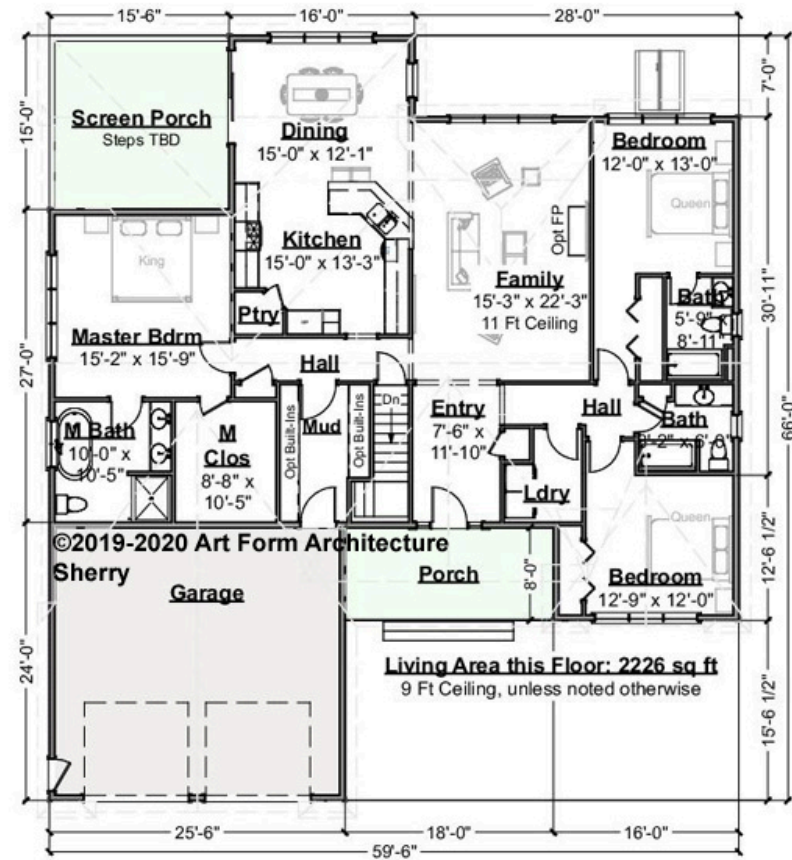 15'-6"
16'-0"
28'-0"
15'-0"
7'-0"
Screen Porch
Steps TBD
Dining
15'-0" x 12'-1"
Bedroom
12'-0" x 13'-0"
Queen
King
Kitchen
15'-0" x 13'-3"
Opt FP
Family
15'-3" x 22'-3"
11 Ft Ceiling
Bath
5'-9" x
8'-11"
30'-11"
Ptry
Master Bdrm
15'-2" x 15'-9"
27'-0"
Hall
66'-0"
Dn
Opt Built-Ins
Mud
Opt Built-Ins
Entry
7'-6" x
11'-10"
Hall
Bath
M Bath
10'-0" x
10'-5"
M
Clos
8'-8" x
10'-5"
Ldry
Queen
©2019-2020 Art Form Architecture
Sherry
Garage
Porch
8'-0"
Bedroom
12'-9" x 12'-0"
12'-6 1/2"
24'-0"
Living Area this Floor: 2226 sq ft
9 Ft Ceiling, unless noted otherwise
15'-6 1/2"
25'-6"
18'-0"
16'-0"
59'-6"